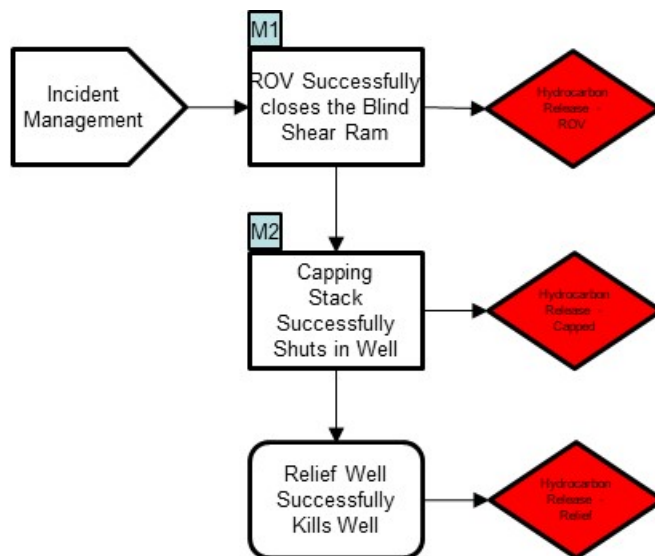 M1
Incident
Management
ROV Successfully
closes the Blind
Shear Ram
Hydrocarbon
Release -
ROV
M2
Capping
Stack
Successfully
Shuts in Well
Hydrocarbon
Release -
Capped
Relief Well
Successfully
Kills Well
Hydrocarbon
Release -
Relief